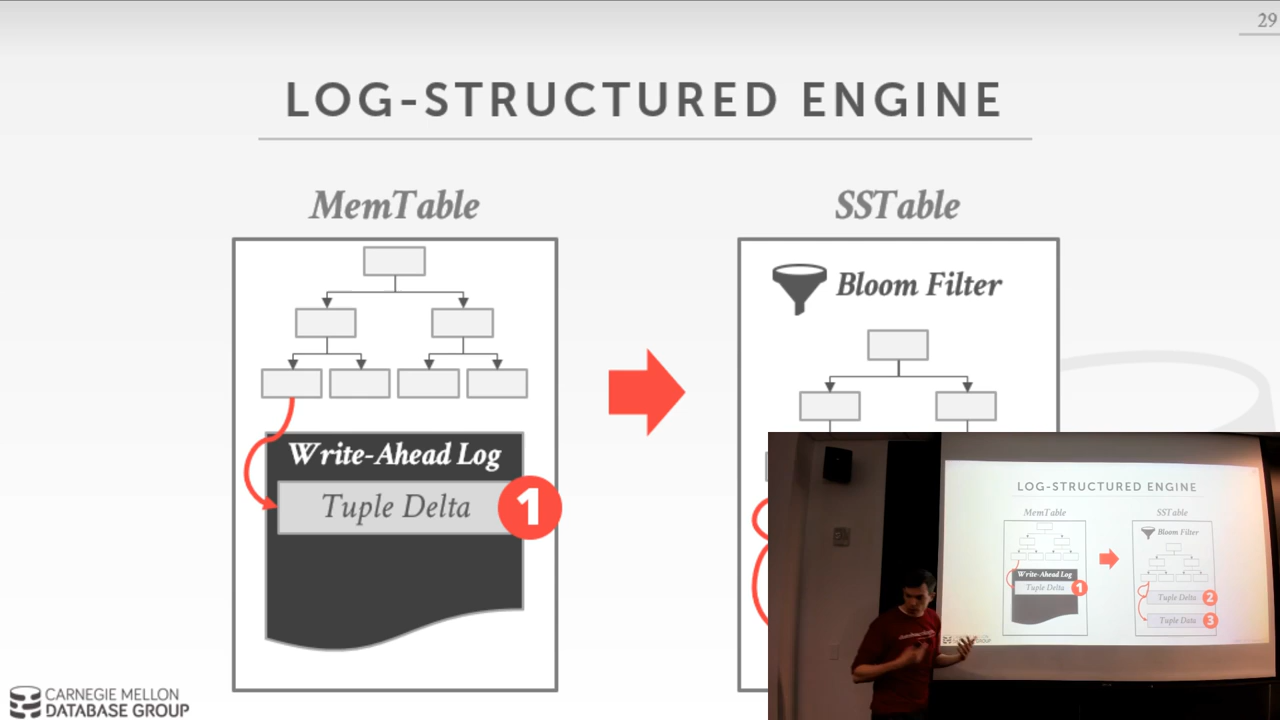 29
LOG-STRUCTURED ENGINE
MemTable
SSTable
Bloom Filter
Write-Ahead Log
Tuple Delta
1
CARNEGIE MELLON
DATABASE GROUP
LOG-STRUCTURED ENGINE
MemTable
SSTable
Bloom Filter
Write-Ahead Log
Tuple Delta
1
Tuple Delta
2
Tuple Data
3